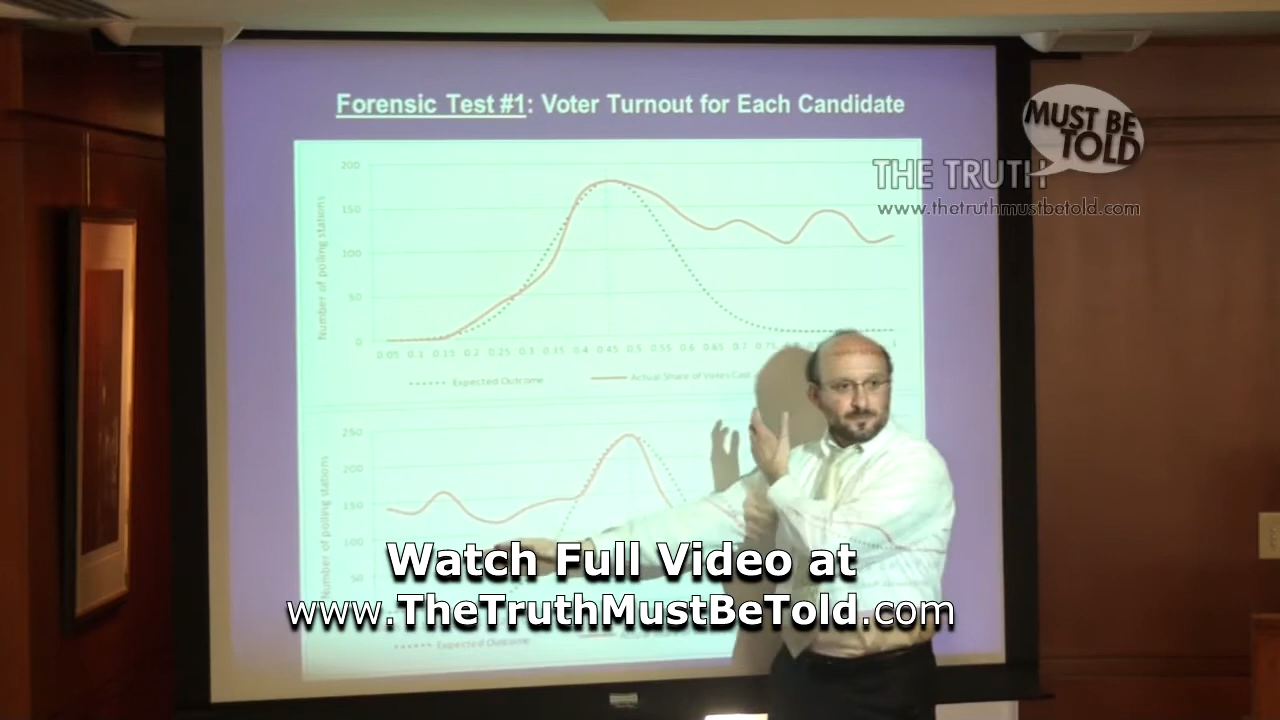 Forensic Test #1: Voter Turnout for Each Candidate
MUST BE
TOLD
THE TRUTH
www.thetruthmustbetold.com
200
150
100
50
0
Number of polling stations
0.05 0.1 0.15 0.2 0.25 0.3 0.35 0.4 0.45 0.5 0.55 0.6 0.65 0.7 0.75
1
Expected Outcome
Actual Share of Votes Cast
250
200
150
100
50
Number of polling stations
Watch Full Video at
www.TheTruthMustBeTold.com
Expected Outcome